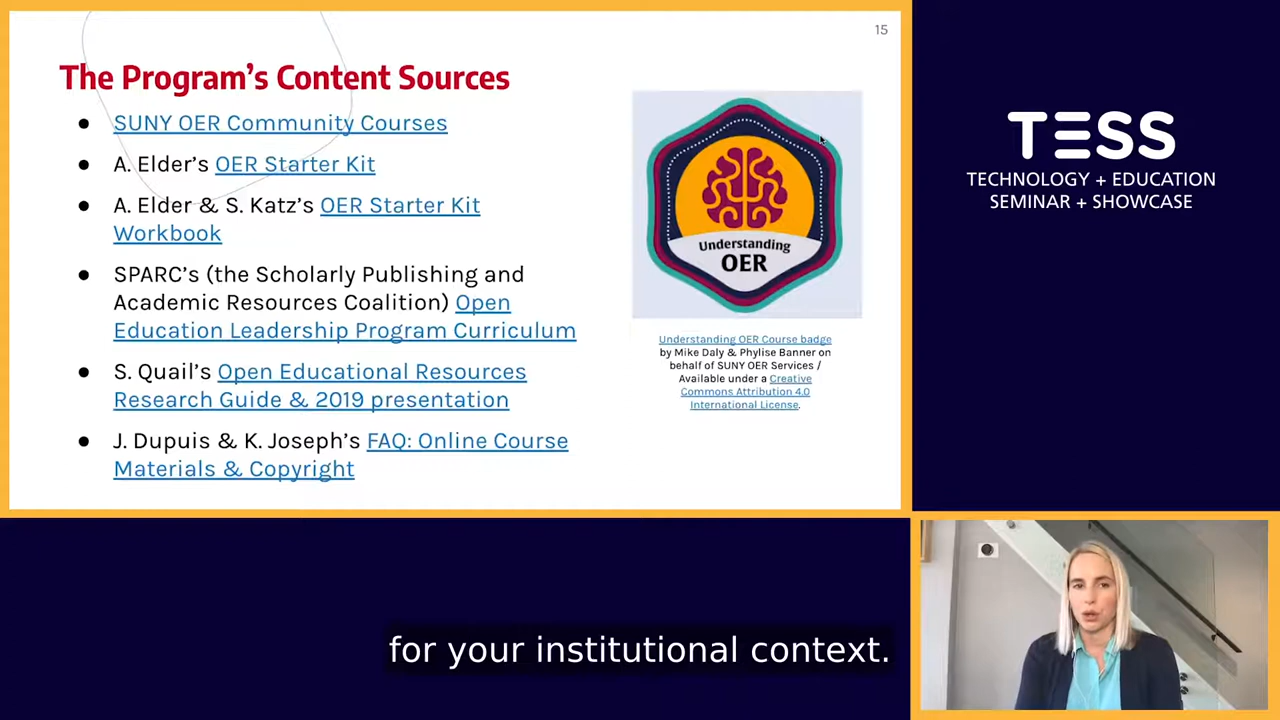 15
The Program’s Content Sources
● SUNY OER Community Courses
● A. Elder’s OER Starter Kit
● A. Elder & S. Katz’s OER Starter Kit
Workbook
● SPARC’s (the Scholarly Publishing and
Academic Resources Coalition) Open
Education Leadership Program Curriculum
● S. Quail’s Open Educational Resources
Research Guide & 2019 presentation
● J. Dupuis & K. Joseph’s FAQ: Online Course
Materials & Copyright
Understanding
OER
Understanding OER Course badge
by Mike Daly & Phylise Banner on
behalf of SUNY OER Services /
Available under a Creative
Commons Attribution 4.0
International License.
TESS
TECHNOLOGY + EDUCATION
SEMINAR + SHOWCASE
for your institutional context.